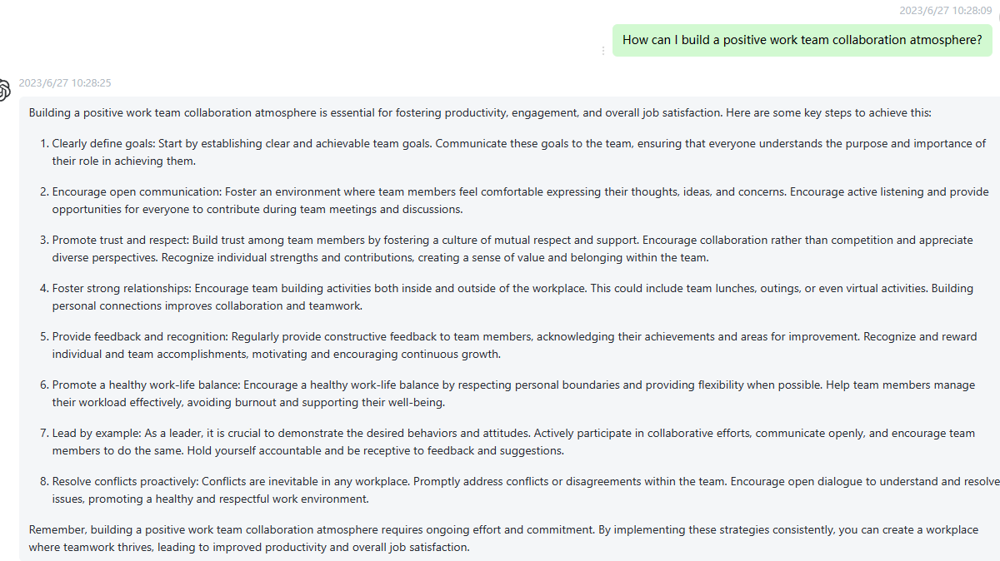 2023/6/27 10:28:09
How can I build a positive work team collaboration atmosphere?
2023/6/27 10:28:25
Building a positive work team collaboration atmosphere is essential for fostering productivity, engagement, and overall job satisfaction. Here are some key steps to achieve this:
1. Clearly define goals: Start by establishing clear and achievable team goals. Communicate these goals to the team, ensuring that everyone understands the purpose and importance of
their role in achieving them.
2. Encourage open communication: Foster an environment where team members feel comfortable expressing their thoughts, ideas, and concerns. Encourage active listening and provide
opportunities for everyone to contribute during team meetings and discussions.
3. Promote trust and respect: Build trust among team members by fostering a culture of mutual respect and support. Encourage collaboration rather than competition and appreciate
diverse perspectives. Recognize individual strengths and contributions, creating a sense of value and belonging within the team.
4. Foster strong relationships: Encourage team building activities both inside and outside of the workplace. This could include team lunches, outings, or even virtual activities. Building
personal connections improves collaboration and teamwork.
5. Provide feedback and recognition: Regularly provide constructive feedback to team members, acknowledging their achievements and areas for improvement. Recognize and reward
individual and team accomplishments, motivating and encouraging continuous growth.
6. Promote a healthy work-life balance: Encourage a healthy work-life balance by respecting personal boundaries and providing flexibility when possible. Help team members manage
their workload effectively, avoiding burnout and supporting their well-being.
7. Lead by example: As a leader, it is crucial to demonstrate the desired behaviors and attitudes. Actively participate in collaborative efforts, communicate openly, and encourage team
members to do the same. Hold yourself accountable and be receptive to feedback and suggestions.
8. Resolve conflicts proactively: Conflicts are inevitable in any workplace. Promptly address conflicts or disagreements within the team. Encourage open dialogue to understand and resolve
issues, promoting a healthy and respectful work environment.
Remember, building a positive work team collaboration atmosphere requires ongoing effort and commitment. By implementing these strategies consistently, you can create a workplace
where teamwork thrives, leading to improved productivity and overall job satisfaction.